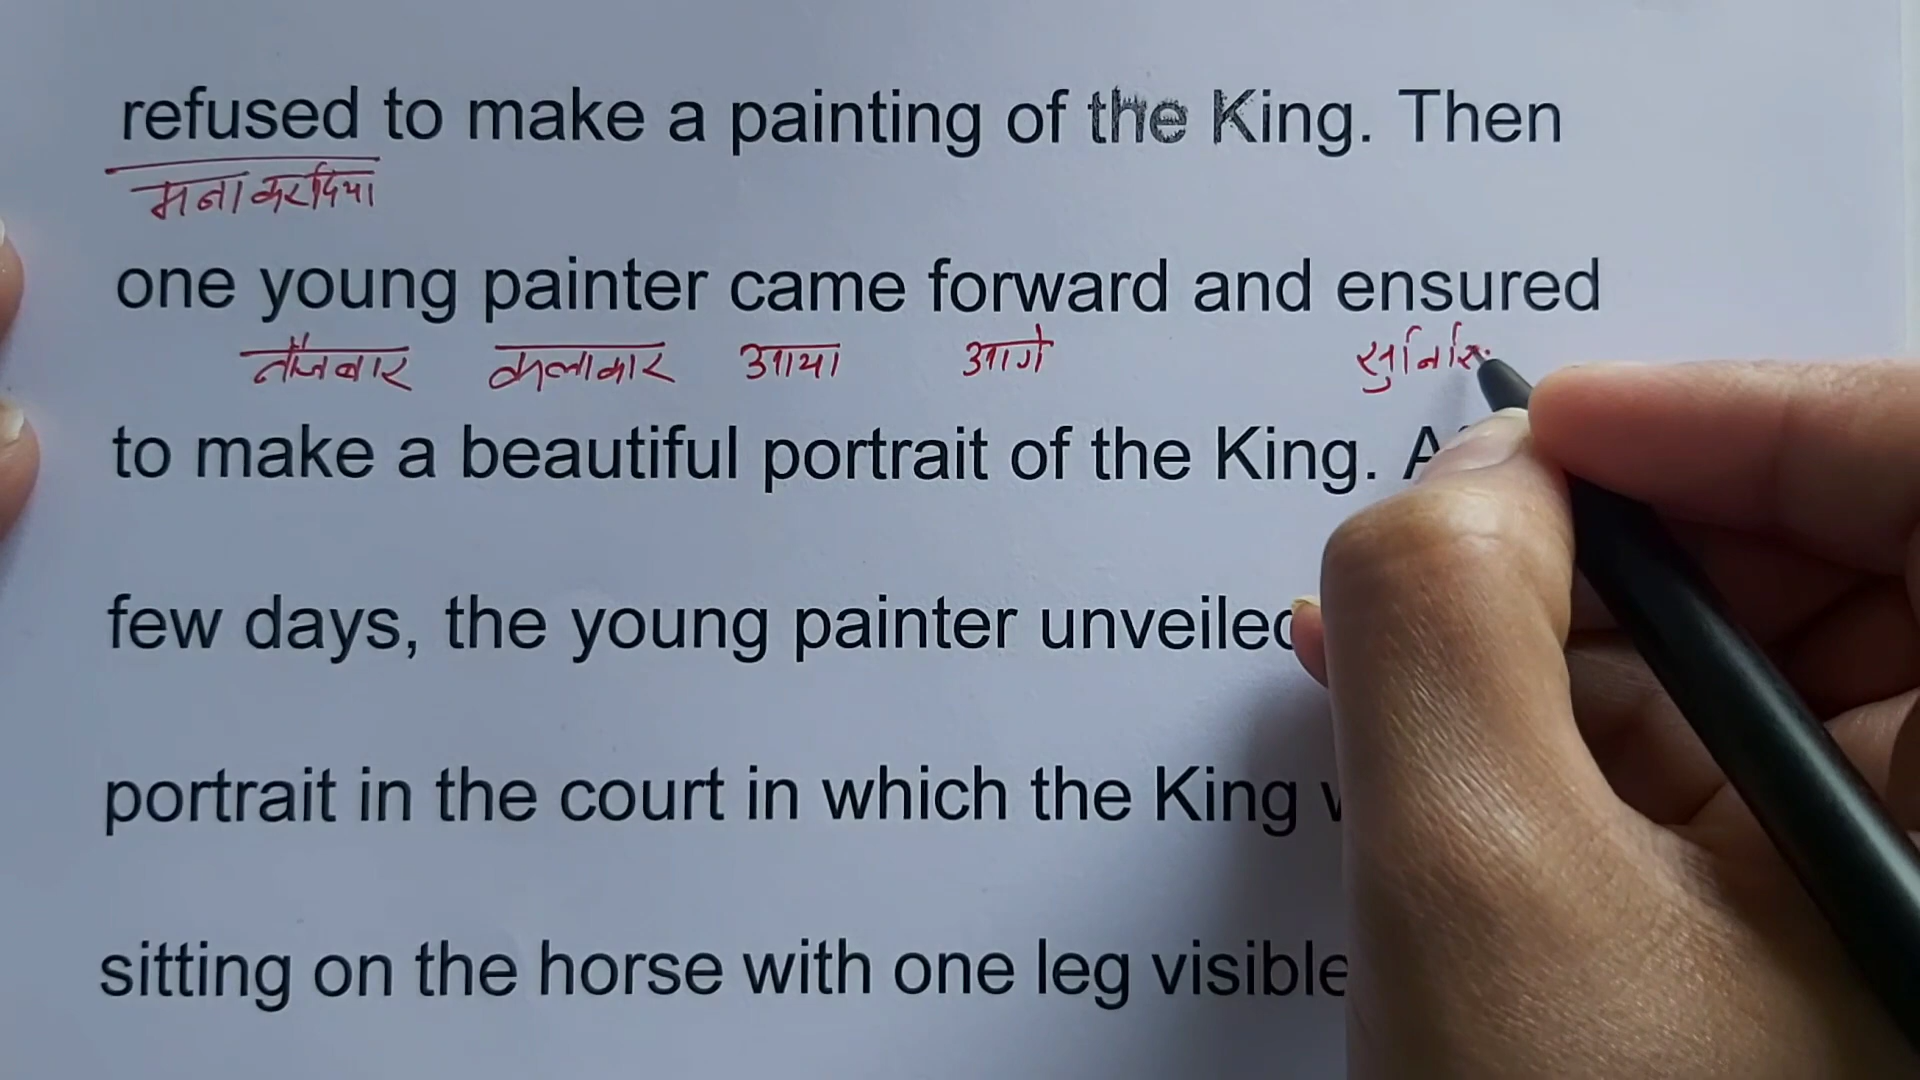 refused to make a painting of the King. Then
मना कर दिया
one young painter came forward and ensured
कलाकार आया आगे
to make a beautiful portrait of the King.
few days, the young painter
portrait in the court in which the King
sitting on the horse with one leg visible